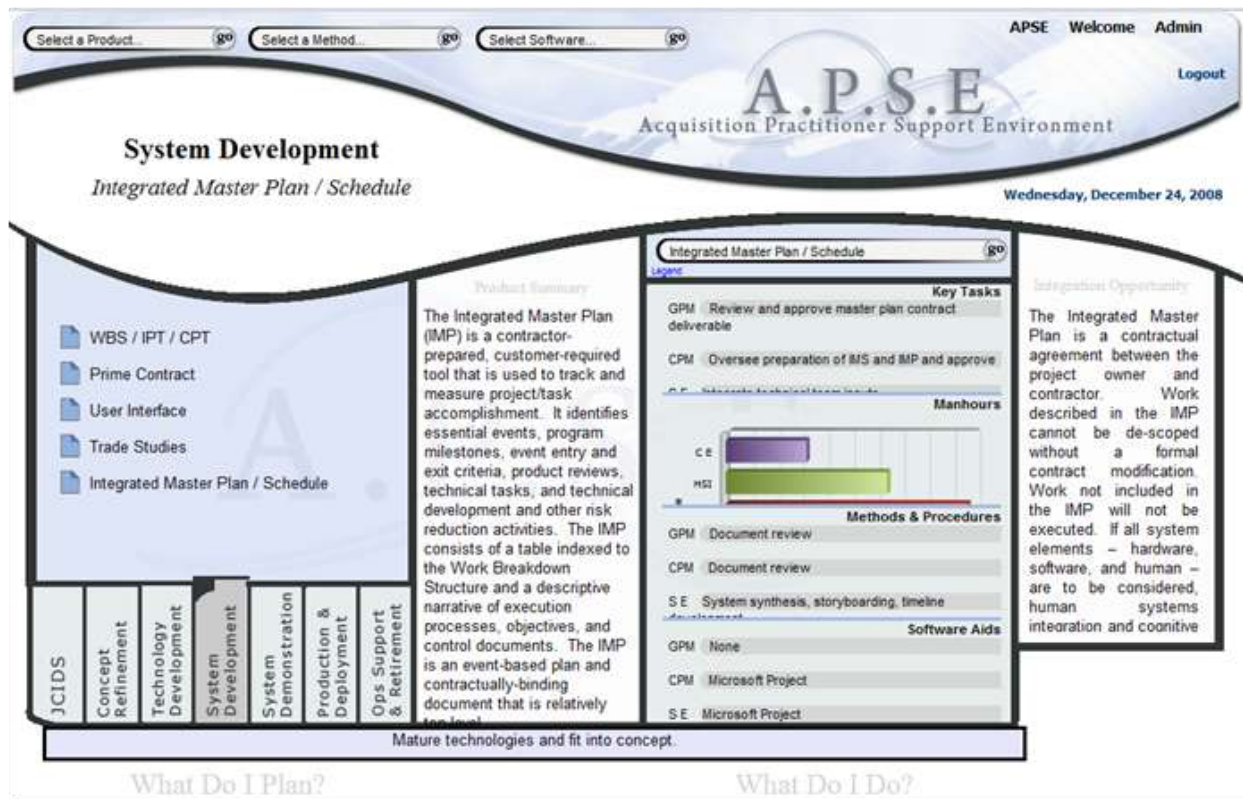 Select a Product... go Select a Method... go Select Software... go
APSE Welcome Admin
Logout
A.P.S.E
Acquisition Practitioner Support Environment
System Development
Integrated Master Plan / Schedule
Wednesday, December 24, 2008
WBS / IPT / CPT
Prime Contract
User Interface
Trade Studies
Integrated Master Plan / Schedule
JCIDS
Concept
Refinement
Technology
Development
System
Development
System
Demonstration
Production &
Deployment
Ops Support
& Retirement
Product Summary
The Integrated Master Plan
(IMP) is a contractor-
prepared, customer-required
tool that is used to track and
measure project/task
accomplishment. It identifies
essential events, program
milestones, event entry and
exit criteria, product reviews,
technical tasks, and technical
development and other risk
reduction activities. The IMP
consists of a table indexed to
the Work Breakdown
Structure and a descriptive
narrative of execution
processes, objectives, and
control documents. The IMP
is an event-based plan and
contractually-binding
document that is relatively
top-level
Integrated Master Plan / Schedule go
Legend
Key Tasks
GPM Review and approve master plan contract
deliverable
CPM Oversee preparation of IMS and IMP and approve
S E Integrate technical team inputs
Manhours
C E
HSI
Methods & Procedures
GPM Document review
CPM Document review
S E System synthesis, storyboarding, timeline
development
Software Aids
GPM None
CPM Microsoft Project
S E Microsoft Project
Integration Opportunity
The Integrated Master
Plan is a contractual
agreement between the
project owner and
contractor. Work
described in the IMP
cannot be de-scoped
without a formal
contract modification.
Work not included in
the IMP will not be
executed. If all system
elements – hardware,
software, and human –
are to be considered,
human systems
integration and cognitive
Mature technologies and fit into concept.
What Do I Plan?
What Do I Do?